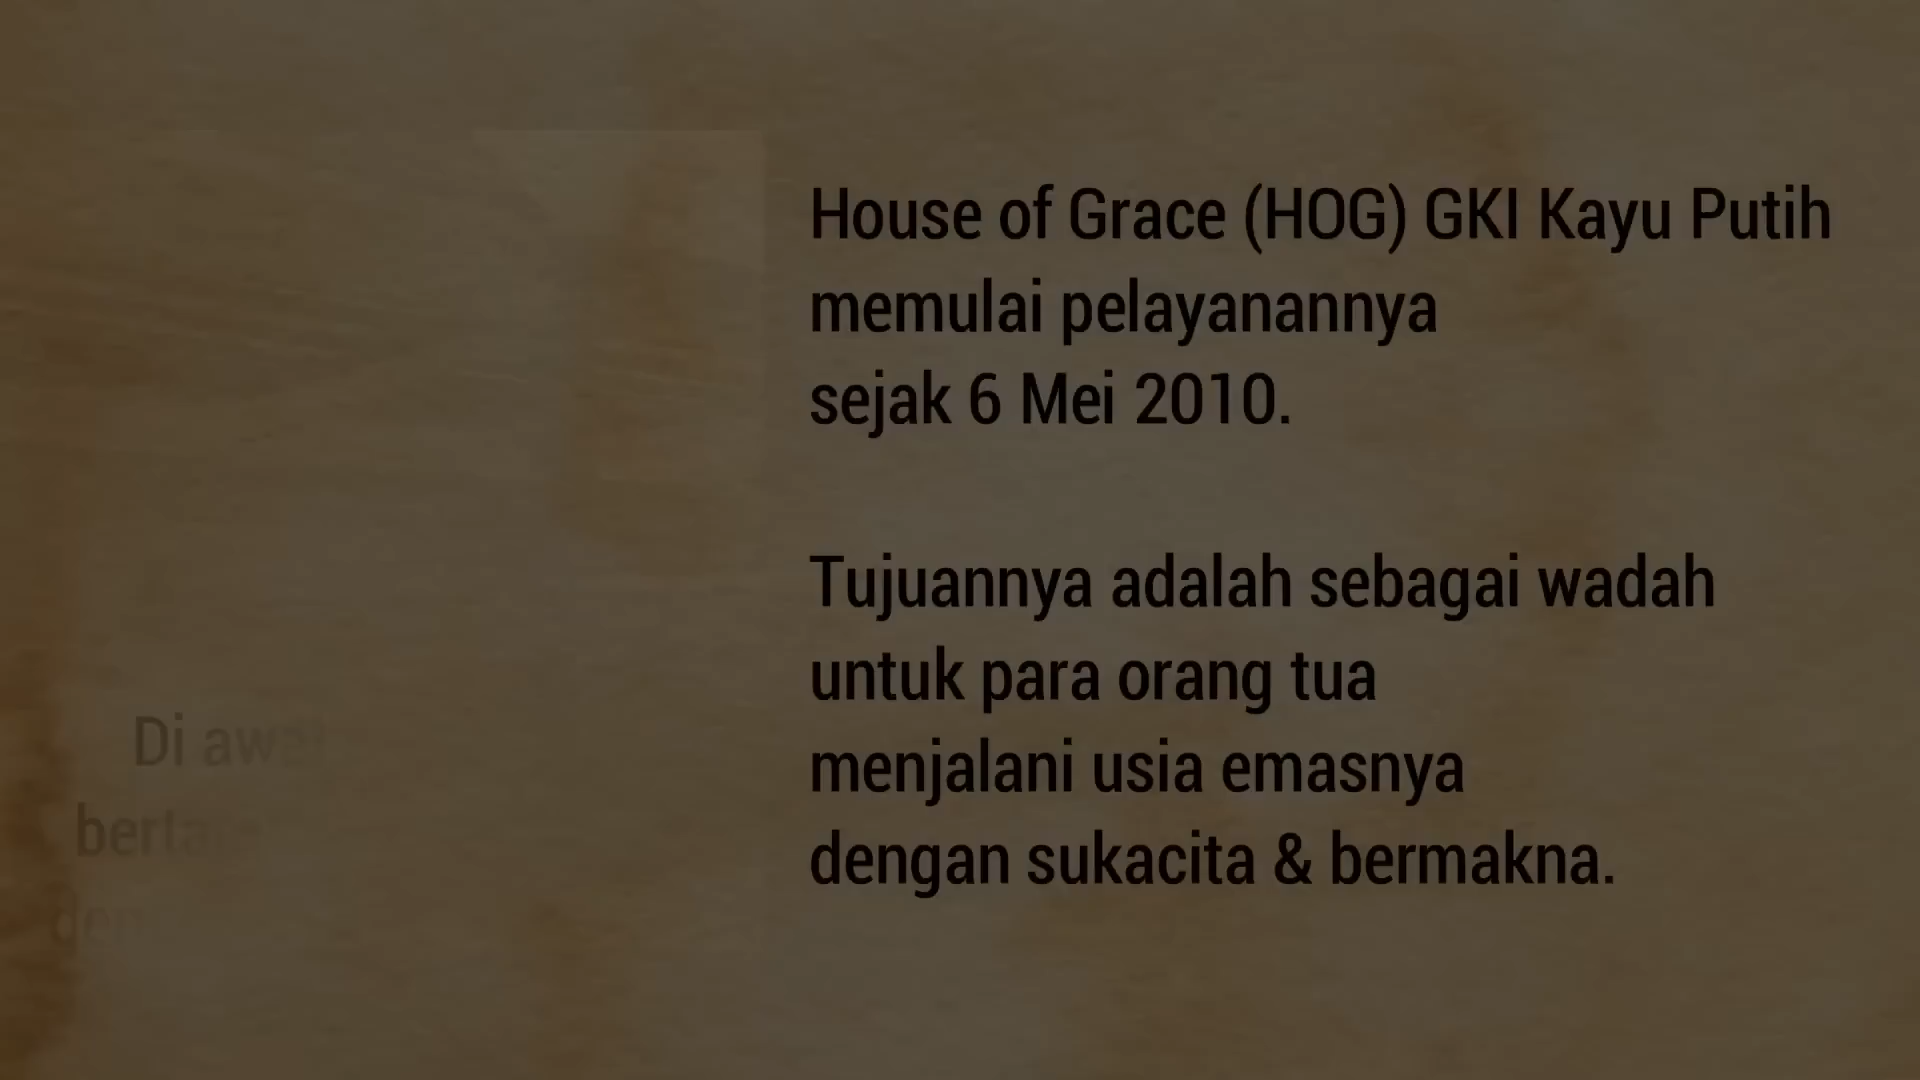 House of Grace (HOG) GKI Kayu Putih
memulai pelayanannya
sejak 6 Mei 2010.
Tujuannya adalah sebagai wadah
untuk para orang tua
menjalani usia emasnya
dengan sukacita & bermakna.
Di